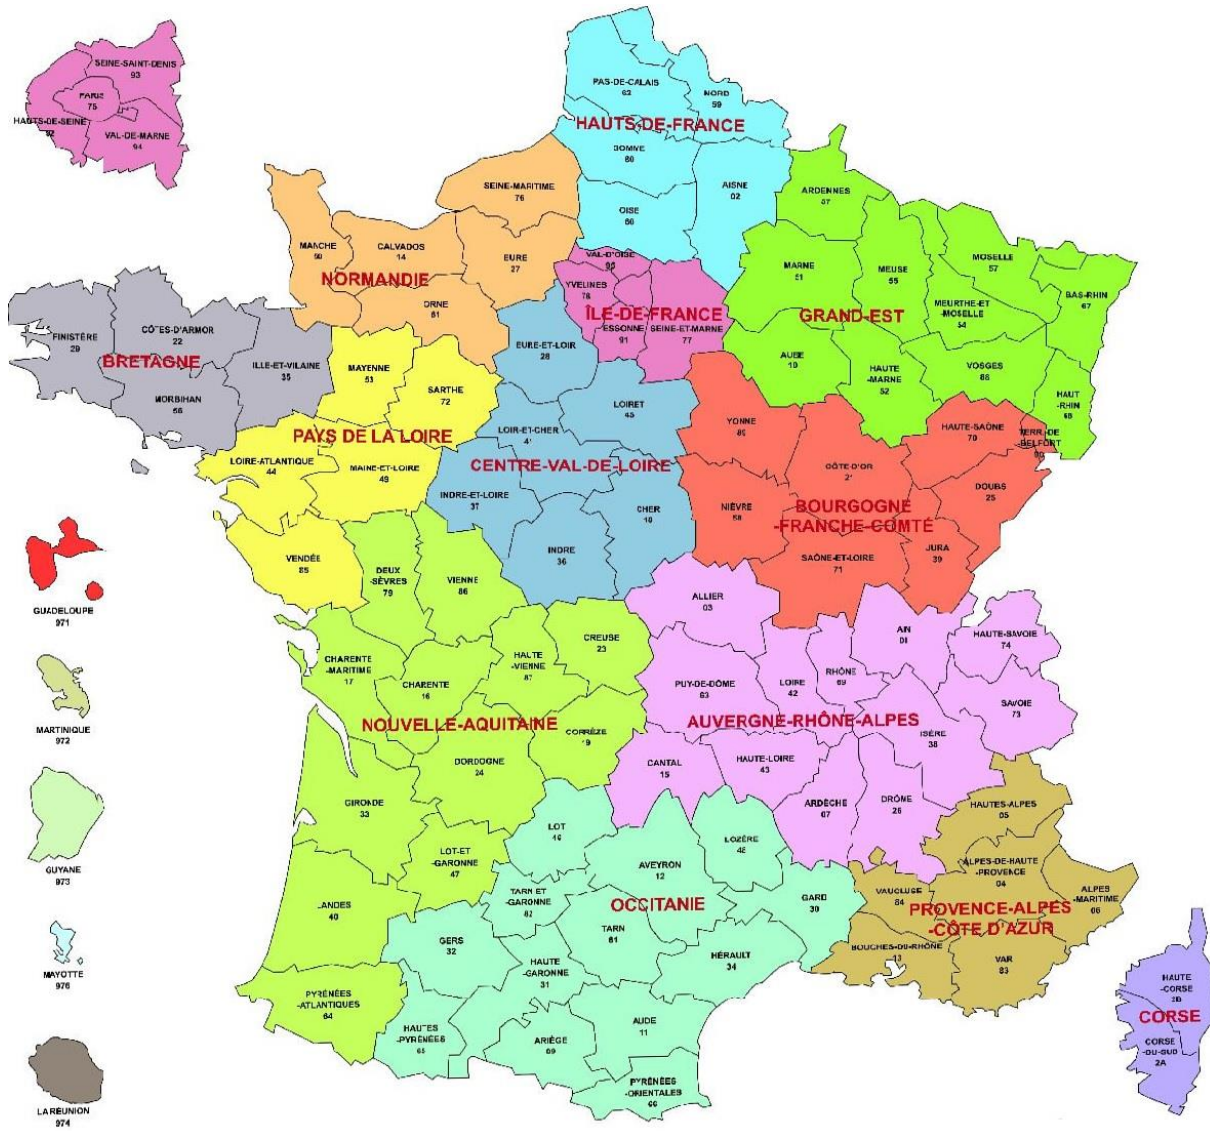 SEINE-SAINT-DENIS
93
PARIS
75
HAUTS-DE-SEINE
92
VAL-DE-MARNE
94
PAS-DE-CALAIS
62
NORD
59
HAUTS-DE-FRANCE
SOMME
80
AISNE
02
OISE
60
SEINE-MARITIME
76
MANCHE
50
CALVADOS
14
EURE
27
NORMANDIE
ORNE
61
VAL-D'OISE
95
YVELINES
78
ÎLE-DE-FRANCE
ESSONNE
91
SEINE-ET-MARNE
77
ARDENNES
MARNE
51
MEUSE
55
MOSELLE
57
BAS-RHIN
67
MEURTHE-ET
-MOSELLE
54
GRAND-EST
AUBE
10
HAUTE
-MARNE
52
VOSGES
88
HAUT
-RHIN
68
FINISTÈRE
29
CÔTES-D'ARMOR
22
BRETAGNE
ILLE-ET-VILAINE
35
MORBIHAN
56
MAYENNE
53
SARTHE
72
PAYS DE LA LOIRE
LOIRE-ATLANTIQUE
44
MAINE-ET-LOIRE
49
VENDÉE
85
EURE-ET-LOIR
28
LOIRET
45
LOIR-ET-CHER
41
CENTRE-VAL-DE-LOIRE
INDRE-ET-LOIRE
37
CHER
18
INDRE
36
YONNE
89
CÔTE-D'OR
21
HAUTE-SAÔNE
70
TERR.-DE
-BELFORT
90
DOUBS
25
NIÈVRE
58
BOURGOGNE
-FRANCHE-COMTÉ
SAÔNE-ET-LOIRE
71
JURA
39
DEUX
-SÈVRES
79
VIENNE
86
CREUSE
23
HAUTE
-VIENNE
87
CHARENTE
-MARITIME
17
CHARENTE
16
NOUVELLE-AQUITAINE
CORRÈZE
19
DORDOGNE
24
GIRONDE
33
LOT-ET
-GARONNE
47
-ANDES
40
PYRÉNÉES
-ATLANTIQUES
64
ALLIER
03
AIN
01
HAUTE-SAVOIE
74
PUY-DE-DÔME
63
LOIRE
42
RHÔNE
69
SAVOIE
73
AUVERGNE-RHÔNE-ALPES
ISÈRE
38
CANTAL
15
HAUTE-LOIRE
43
ARDÈCHE
07
DRÔME
26
LOT
46
LOZÈRE
48
AVEYRON
12
TARN ET
-GARONNE
82
OCCITANIE
GARD
30
TARN
81
GERS
32
HAUTE
-GARONNE
31
HÉRAULT
34
HAUTES
-PYRÉNÉES
65
ARIÈGE
09
AUDE
11
PYRÉNÉES
-ORIENTALES
66
HAUTES-ALPES
05
ALPES-DE-HAUTE
-PROVENCE
04
VAUCLUSE
84
ALPES
-MARITIME
06
PROVENCE-ALPES
-CÔTE D'AZUR
BOUCHES-DU-RHÔNE
13
VAR
83
HAUTE
-CORSE
2B
CORSE
CORSE
-DU-SUD
2A
GUADELOUPE
971
MARTINIQUE
972
GUYANE
973
MAYOTTE
976
LA RÉUNION
974